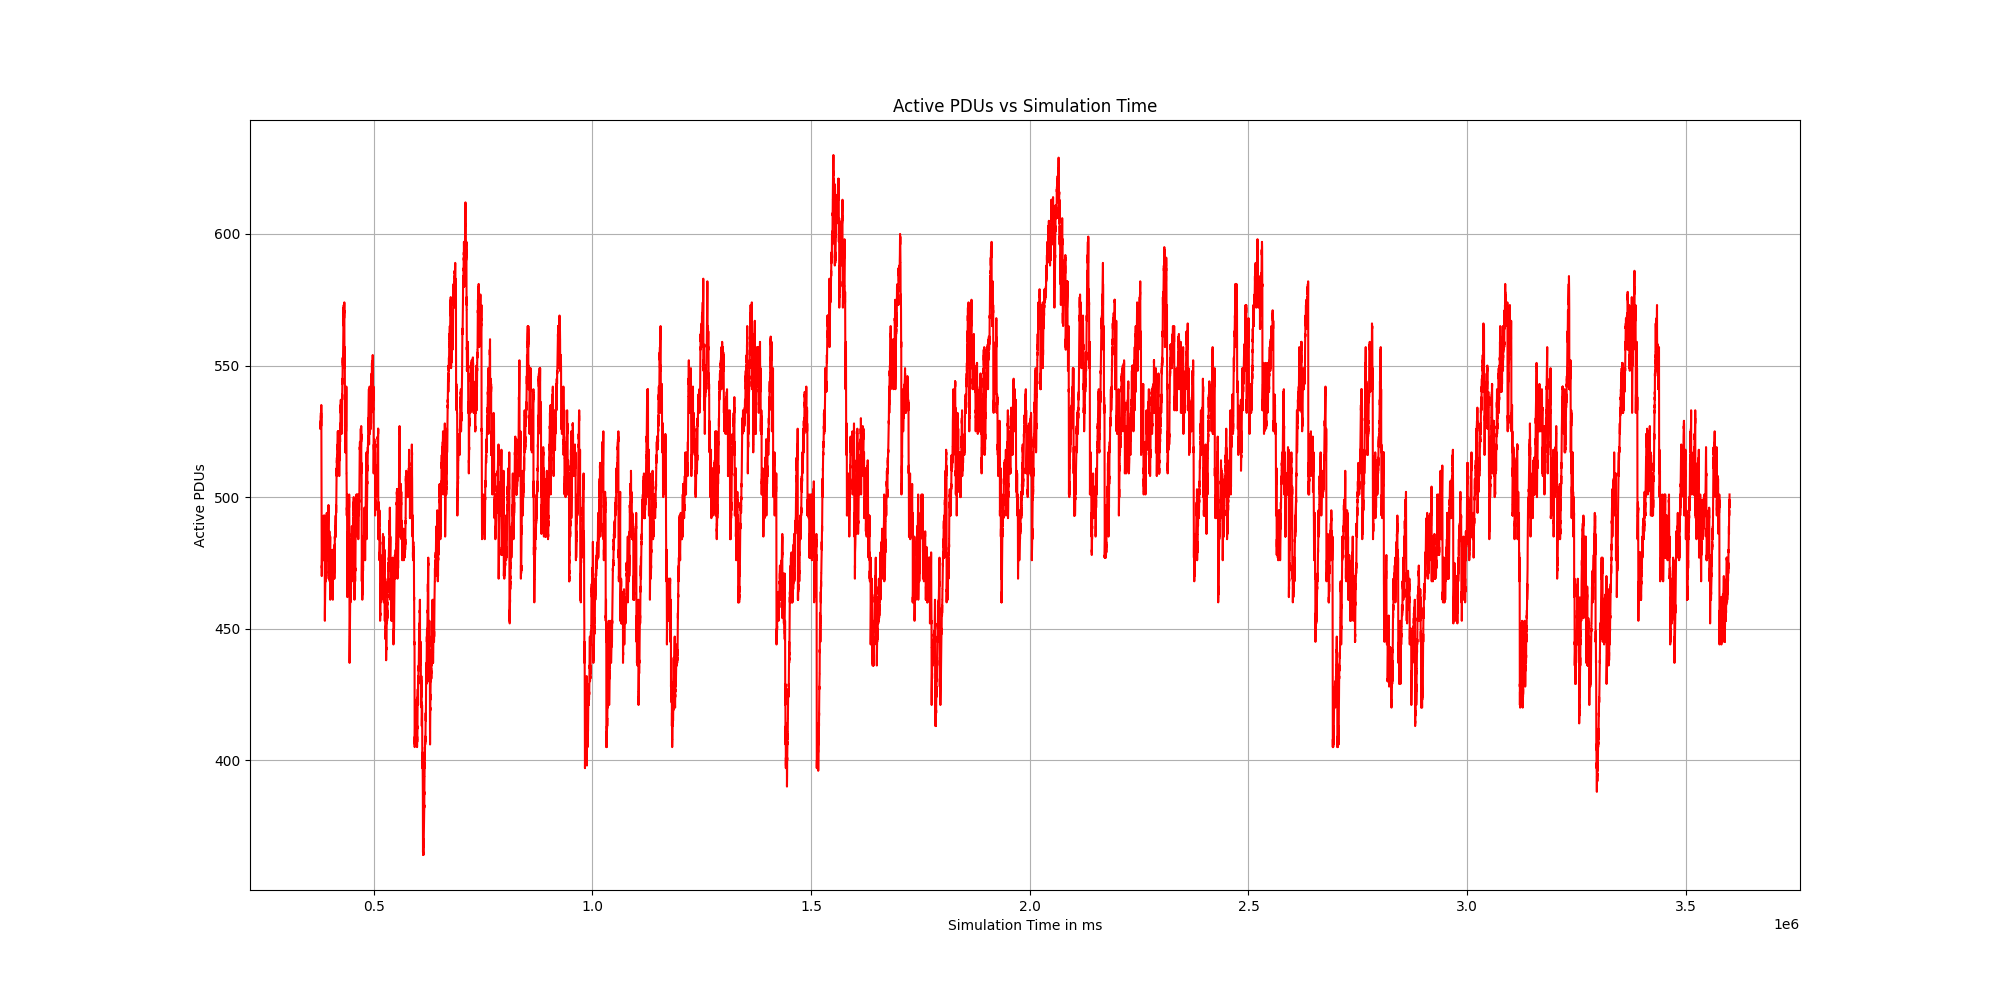 Active PDUs vs Simulation Time
Active PDUs
600
550
500
450
400
0.5 1.0 1.5 2.0 2.5 3.0 3.5
Simulation Time in ms
1e6